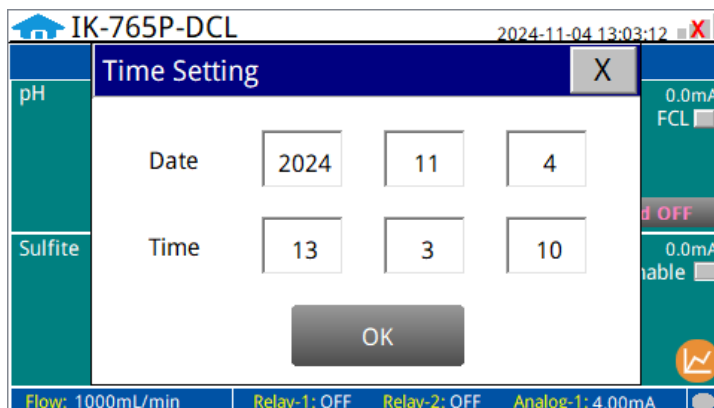 IK-765P-DCL 2024-11-04 13:03:12 X
Time Setting X
pH 0.0mA
FCL
Date 2024 11 4
OFF
Sulfite Time 13 3 10 0.0mA
OK
Flow: 1000mL/min Relay-1: OFF Relay-2: OFF Analog-1: 4.00mA